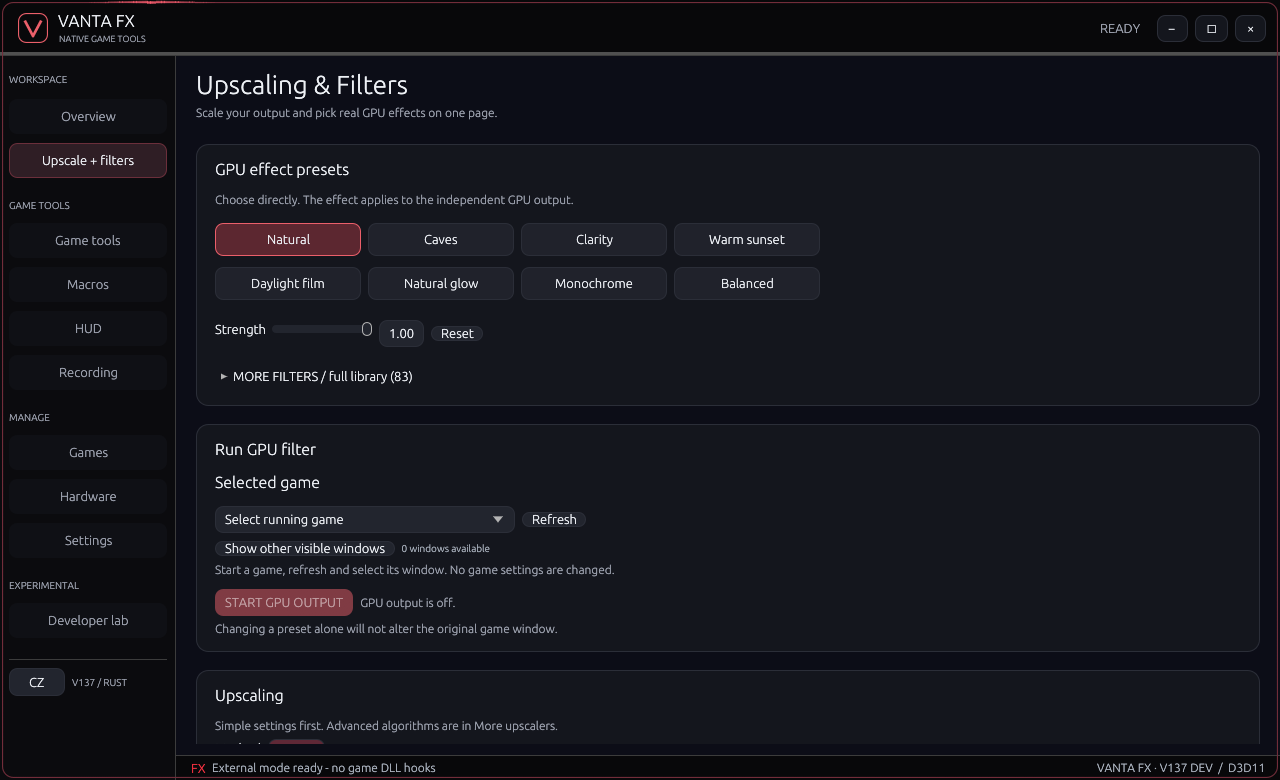 VANTA FX
NATIVE GAME TOOLS
READY
WORKSPACE
Overview
Upscale + filters
GAME TOOLS
Game tools
Macros
HUD
Recording
MANAGE
Games
Hardware
Settings
EXPERIMENTAL
Developer lab
CZ V137 / RUST
Upscaling & Filters
Scale your output and pick real GPU effects on one page.
GPU effect presets
Choose directly. The effect applies to the independent GPU output.
Natural Caves Clarity Warm sunset
Daylight film Natural glow Monochrome Balanced
Strength 1.00 Reset
MORE FILTERS / full library (83)
Run GPU filter
Selected game
Select running game Refresh
Show other visible windows 0 windows available
Start a game, refresh and select its window. No game settings are changed.
START GPU OUTPUT GPU output is off.
Changing a preset alone will not alter the original game window.
Upscaling
Simple settings first. Advanced algorithms are in More upscalers.
FX External mode ready - no game DLL hooks
VANTA FX · V137 DEV / D3D11